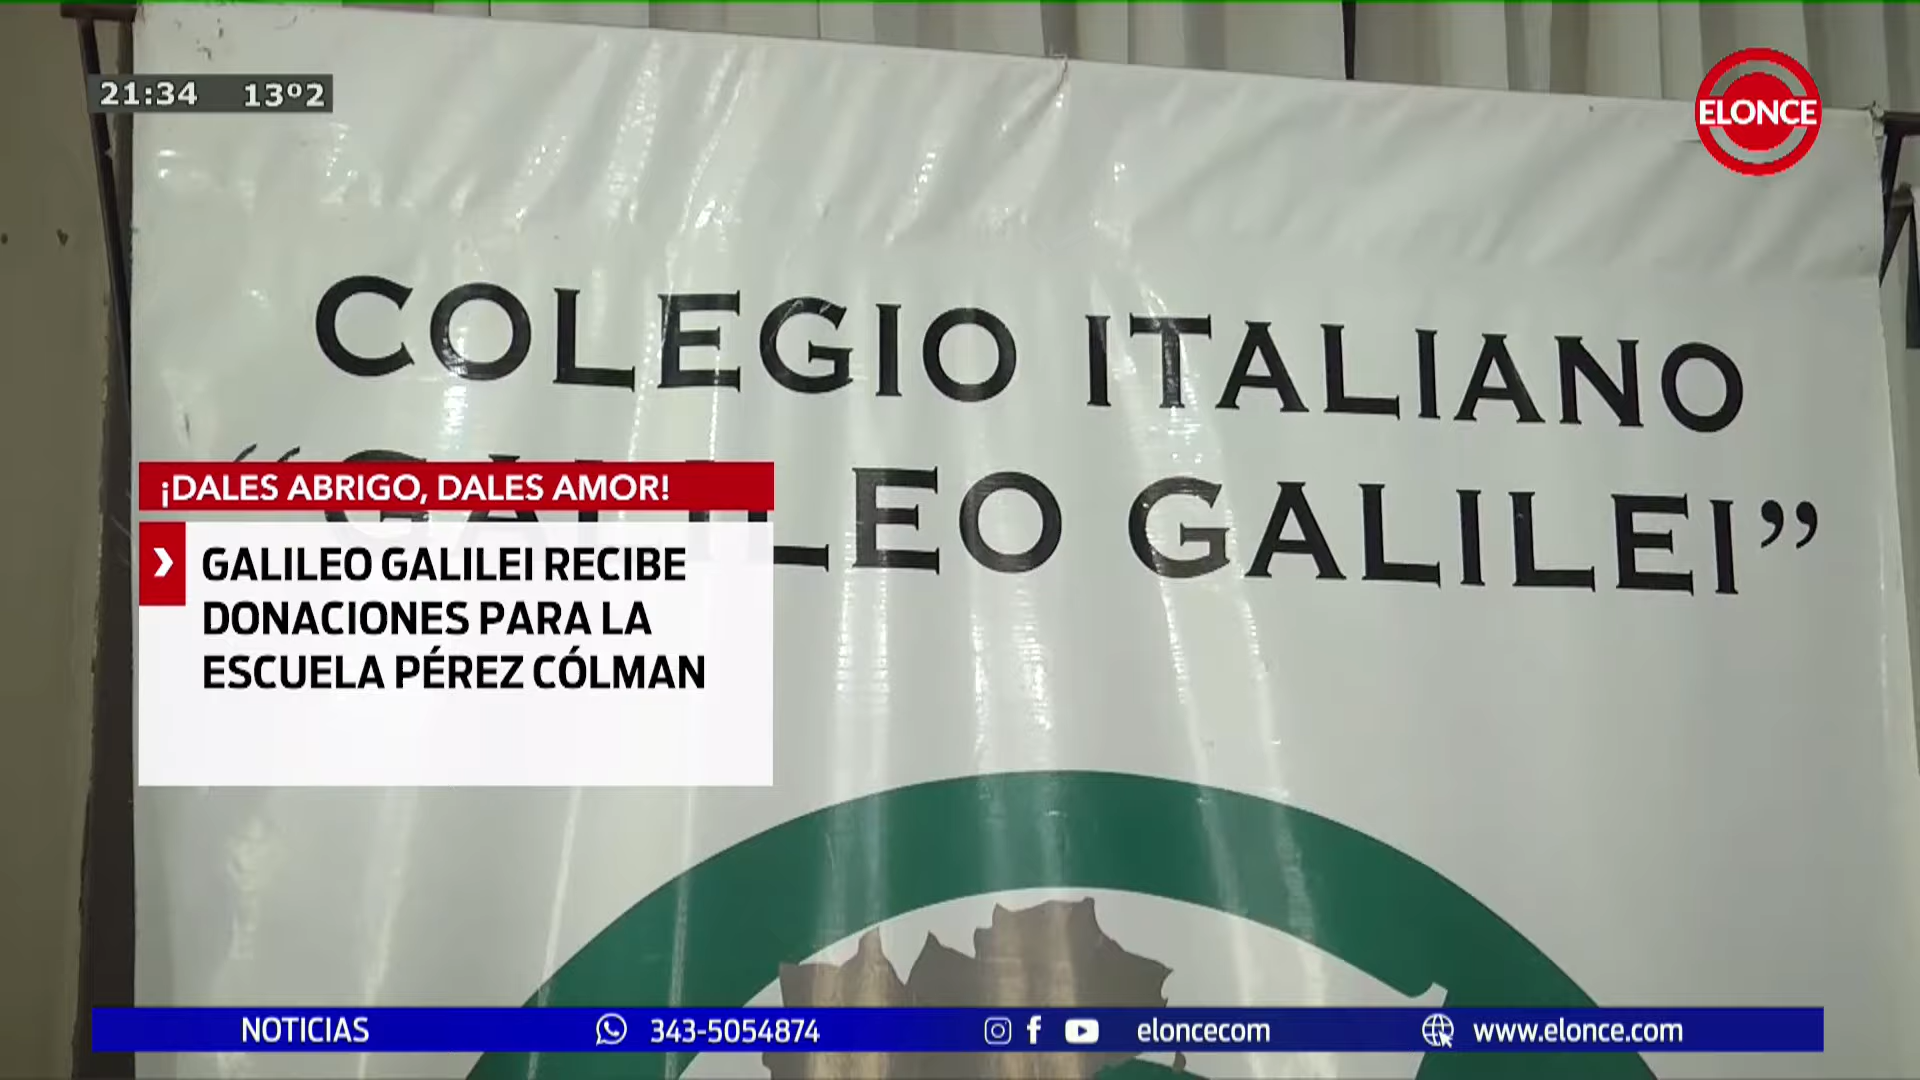 21:34 13º2
ELONCE
COLEGIO ITALIANO
“GALILEO GALILEI”
¡DALES ABRIGO, DALES AMOR!
GALILEO GALILEI RECIBE
DONACIONES PARA LA
ESCUELA PÉREZ CÓLMAN
NOTICIAS 343-5054874 eloncecom www.elonce.com